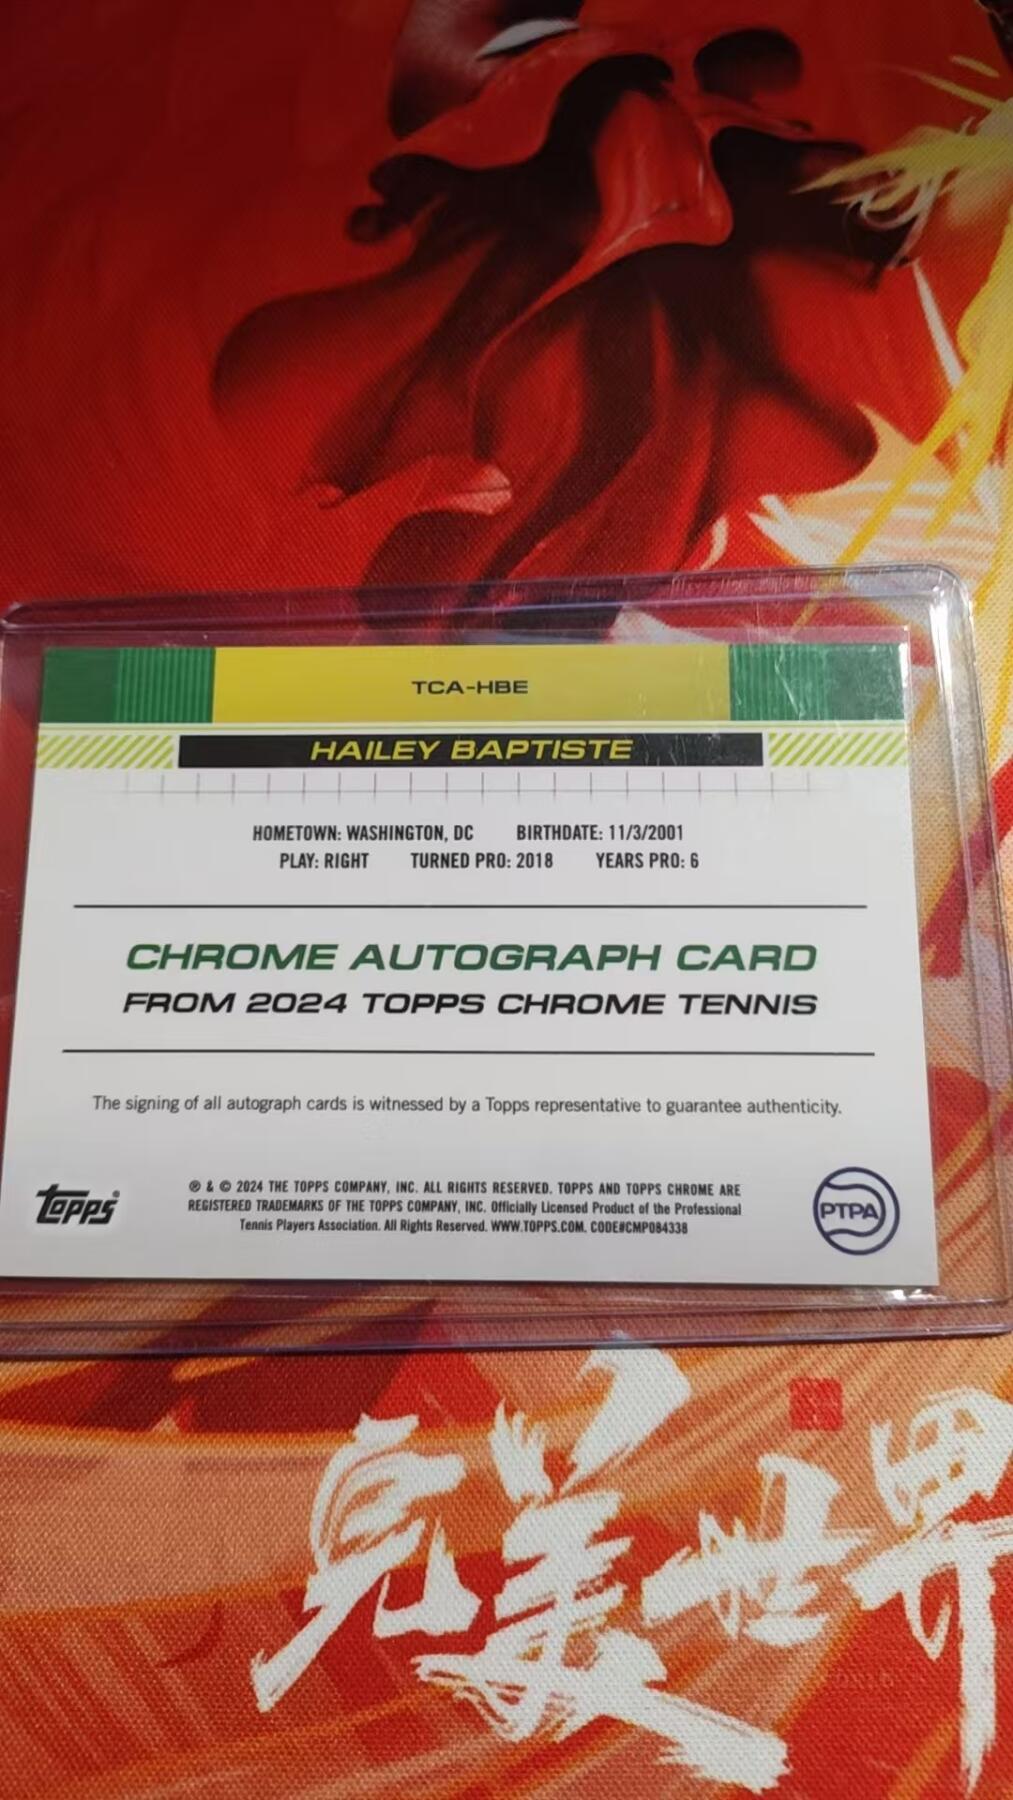 TCA-HBE
HAILEY BAPTISTE
HOMETOWN: WASHINGTON, DC BIRTHDATE: 11/3/2001
PLAY: RIGHT TURNED PRO: 2018 YEARS PRO: 6
CHROME AUTOGRAPH CARD
FROM 2024 TOPPS CHROME TENNIS
The signing of all autograph cards is witnessed by a Topps representative to guarantee authenticity.
Topps®
® & © 2024 THE TOPPS COMPANY, INC. ALL RIGHTS RESERVED. TOPPS AND TOPPS CHROME ARE
REGISTERED TRADEMARKS OF THE TOPPS COMPANY, INC. Officially Licensed Product of the Professional
Tennis Players Association. All Rights Reserved. WWW.TOPPS.COM. CODE#CMP084338
PTPA
完美世界